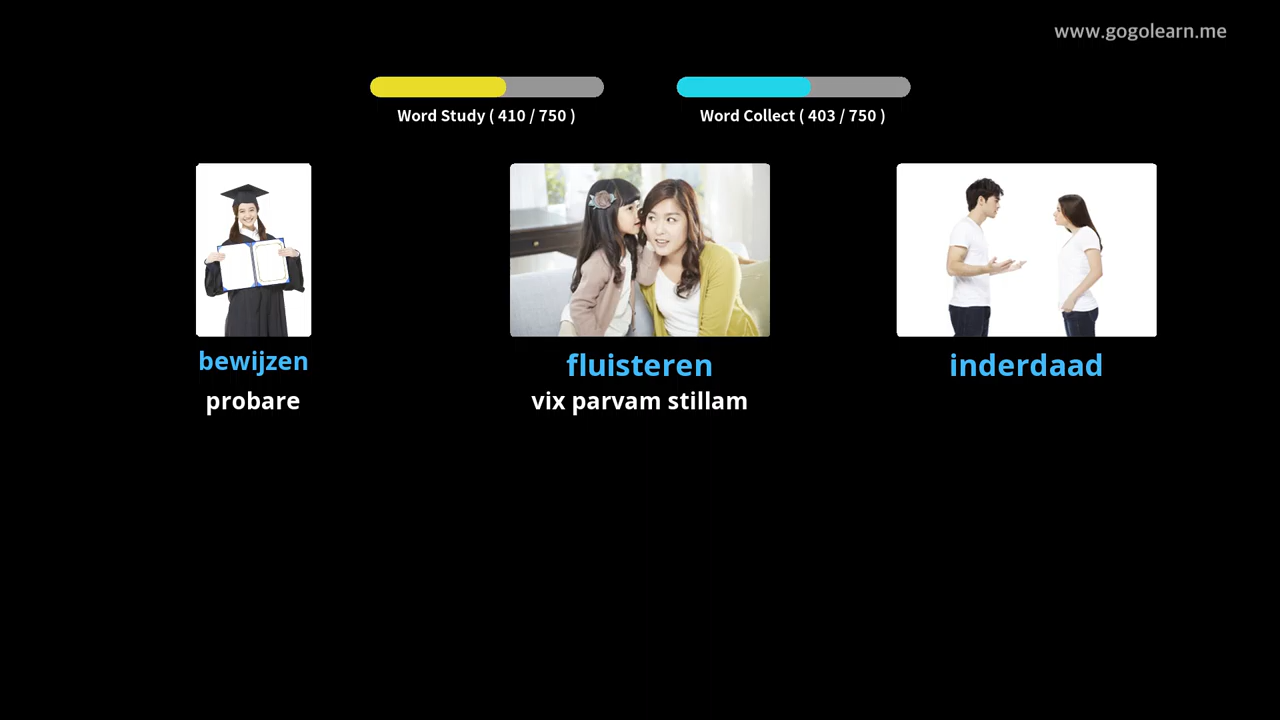 www.gogolearn.me
Word Study ( 410 / 750 )
Word Collect ( 403 / 750 )
bewijzen
probare
fluisteren
vix parvam stillam
inderdaad